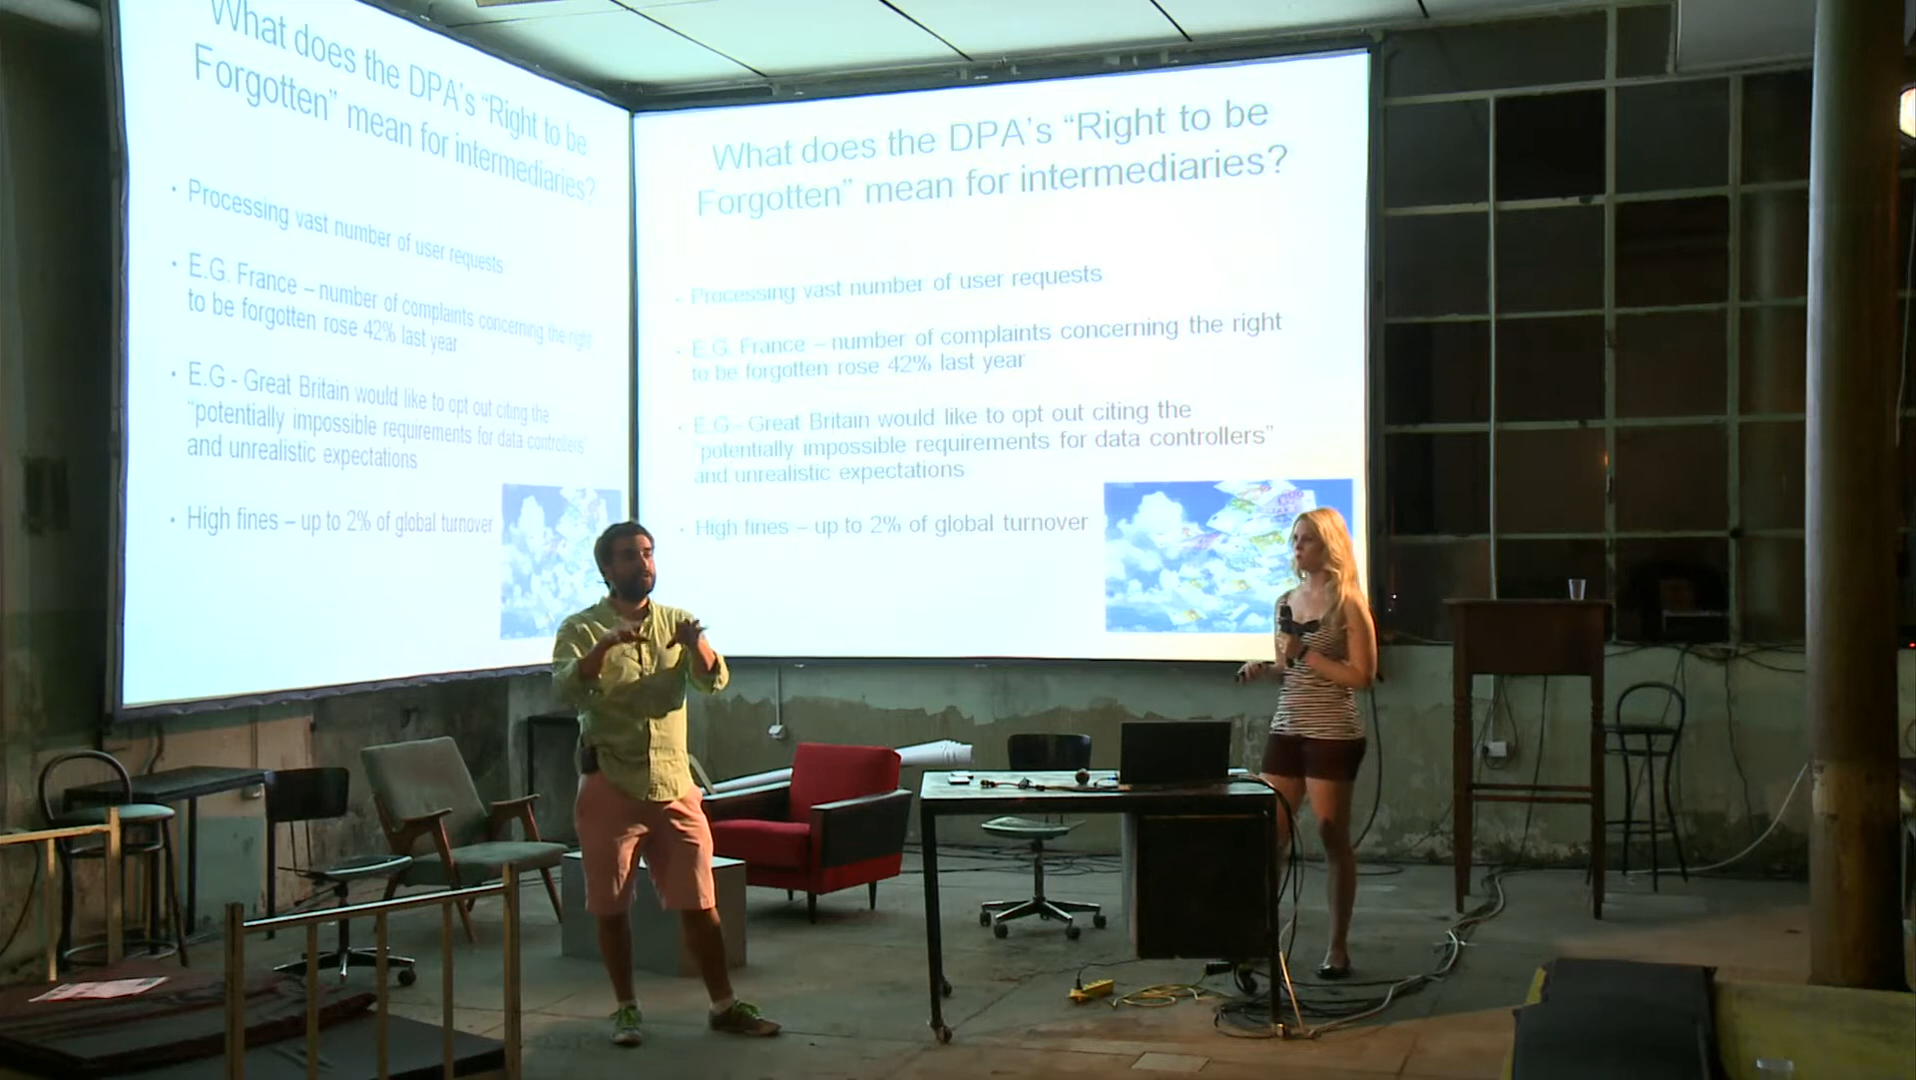 What does the DPA's "Right to be
Forgotten" mean for intermediaries?
• Processing vast number of user requests
• E.G. France – number of complaints concerning the right
to be forgotten rose 42% last year
• E.G - Great Britain would like to opt out citing the
"potentially impossible requirements for data controllers"
and unrealistic expectations
• High fines – up to 2% of global turnover
What does the DPA's "Right to be
Forgotten" mean for intermediaries?
• Processing vast number of user requests
• E.G. France – number of complaints concerning the right
to be forgotten rose 42% last year
• E.G - Great Britain would like to opt out citing the
"potentially impossible requirements for data controllers"
and unrealistic expectations
• High fines – up to 2% of global turnover